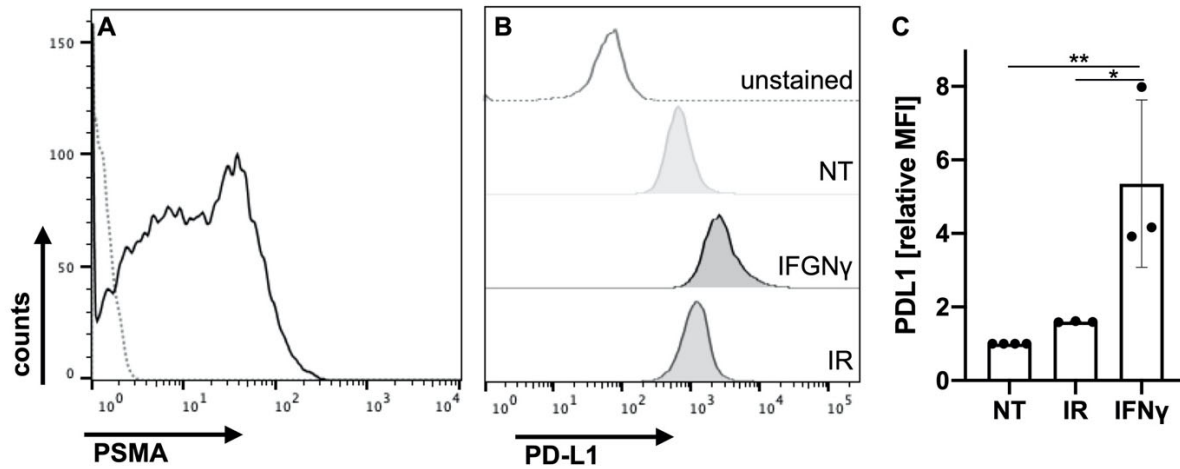 A
150
100
50
0
counts
10^0 10^1 10^2 10^3 10^4
PSMA
B
unstained
NT
IFGNγ
IR
10^0 10^1 10^2 10^3 10^4 10^5
PD-L1
C
PDL1 [relative MFI]
8
6
4
2
0
**
*
NT IR IFNγ